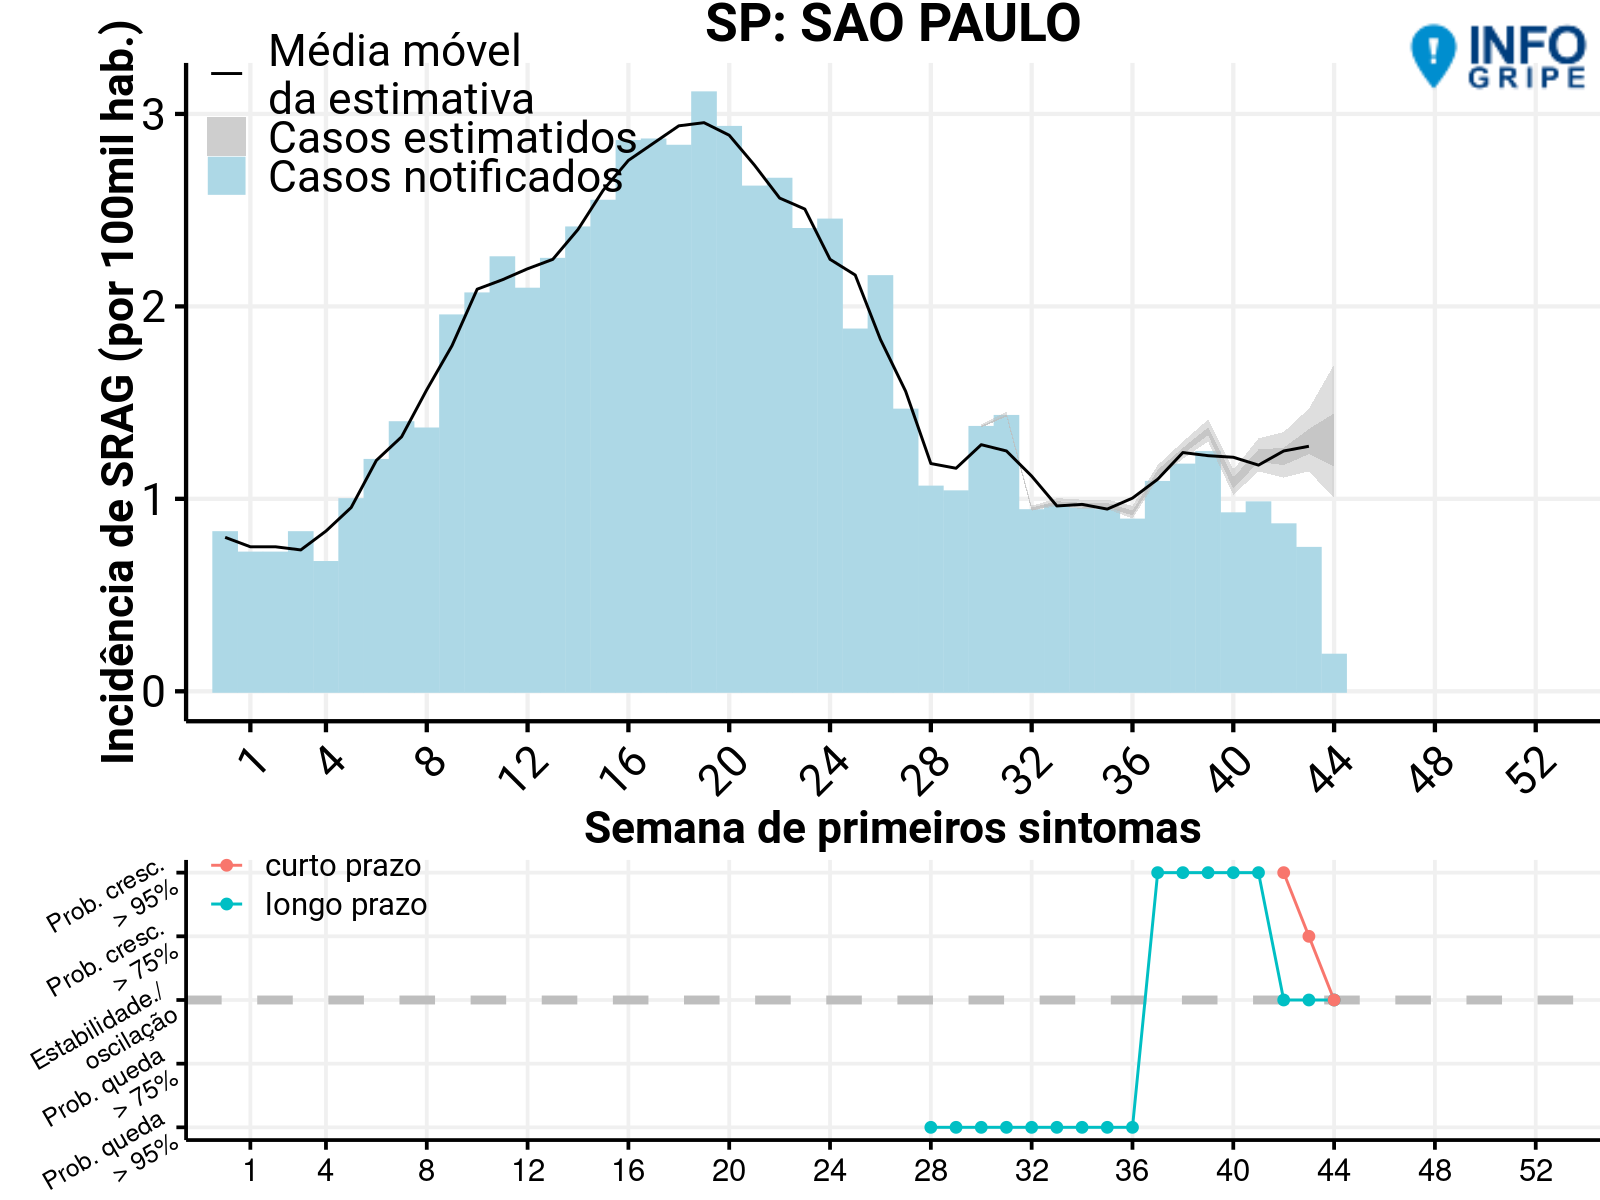 SP: SAO PAULO
INFO
GRIPE
Média móvel
da estimativa
Casos estimatidos
Casos notificados
Incidência de SRAG (por 100mil hab.)
3
2
1
0
1 4 8 12 16 20 24 28 32 36 40 44 48 52
Semana de primeiros sintomas
curto prazo
longo prazo
Prob. cresc.
> 95%
Prob. cresc.
> 75%
Estabilidade./
oscilação
Prob. queda
> 75%
Prob. queda
> 95%
1 4 8 12 16 20 24 28 32 36 40 44 48 52